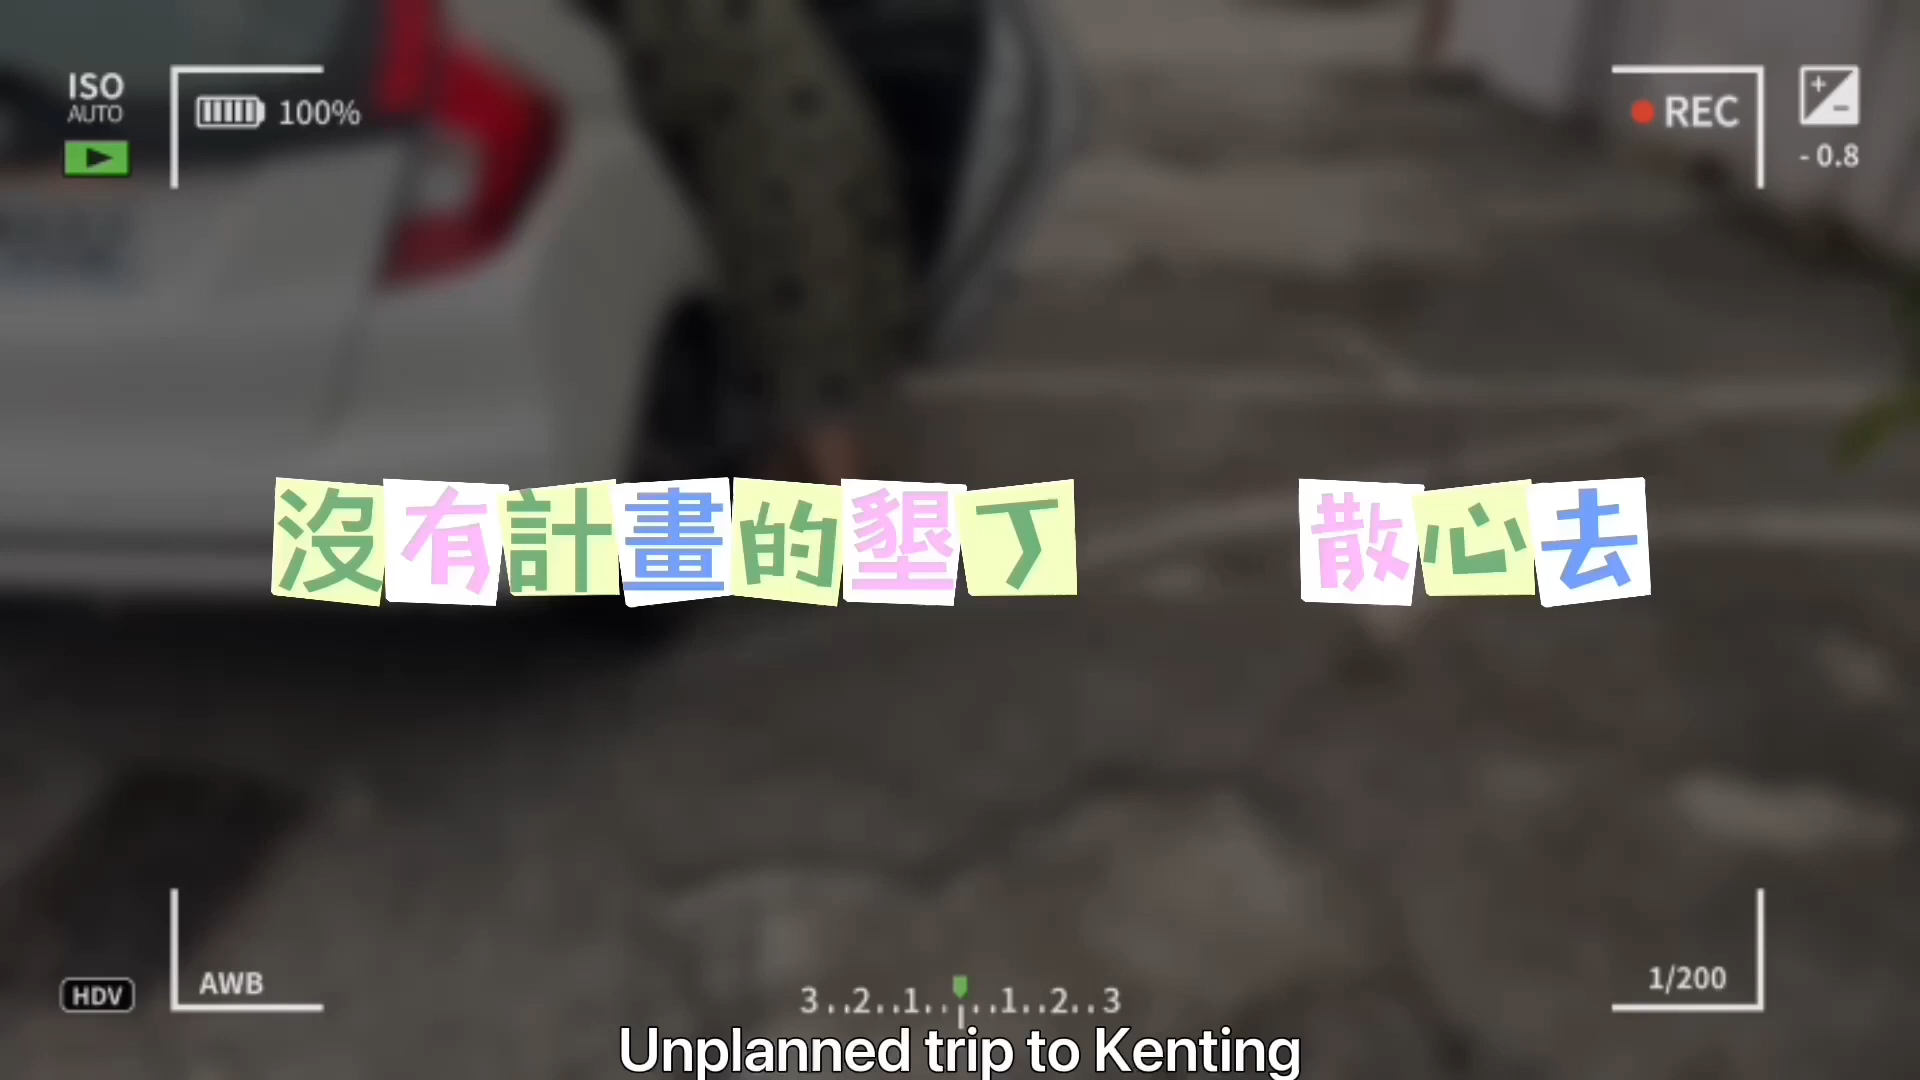 ISO
AUTO
100%
REC
- 0.8
沒有計畫的墾丁 散心去
HDV
AWB
3..2..1..|..1..2..3
1/200
Unplanned trip to Kenting